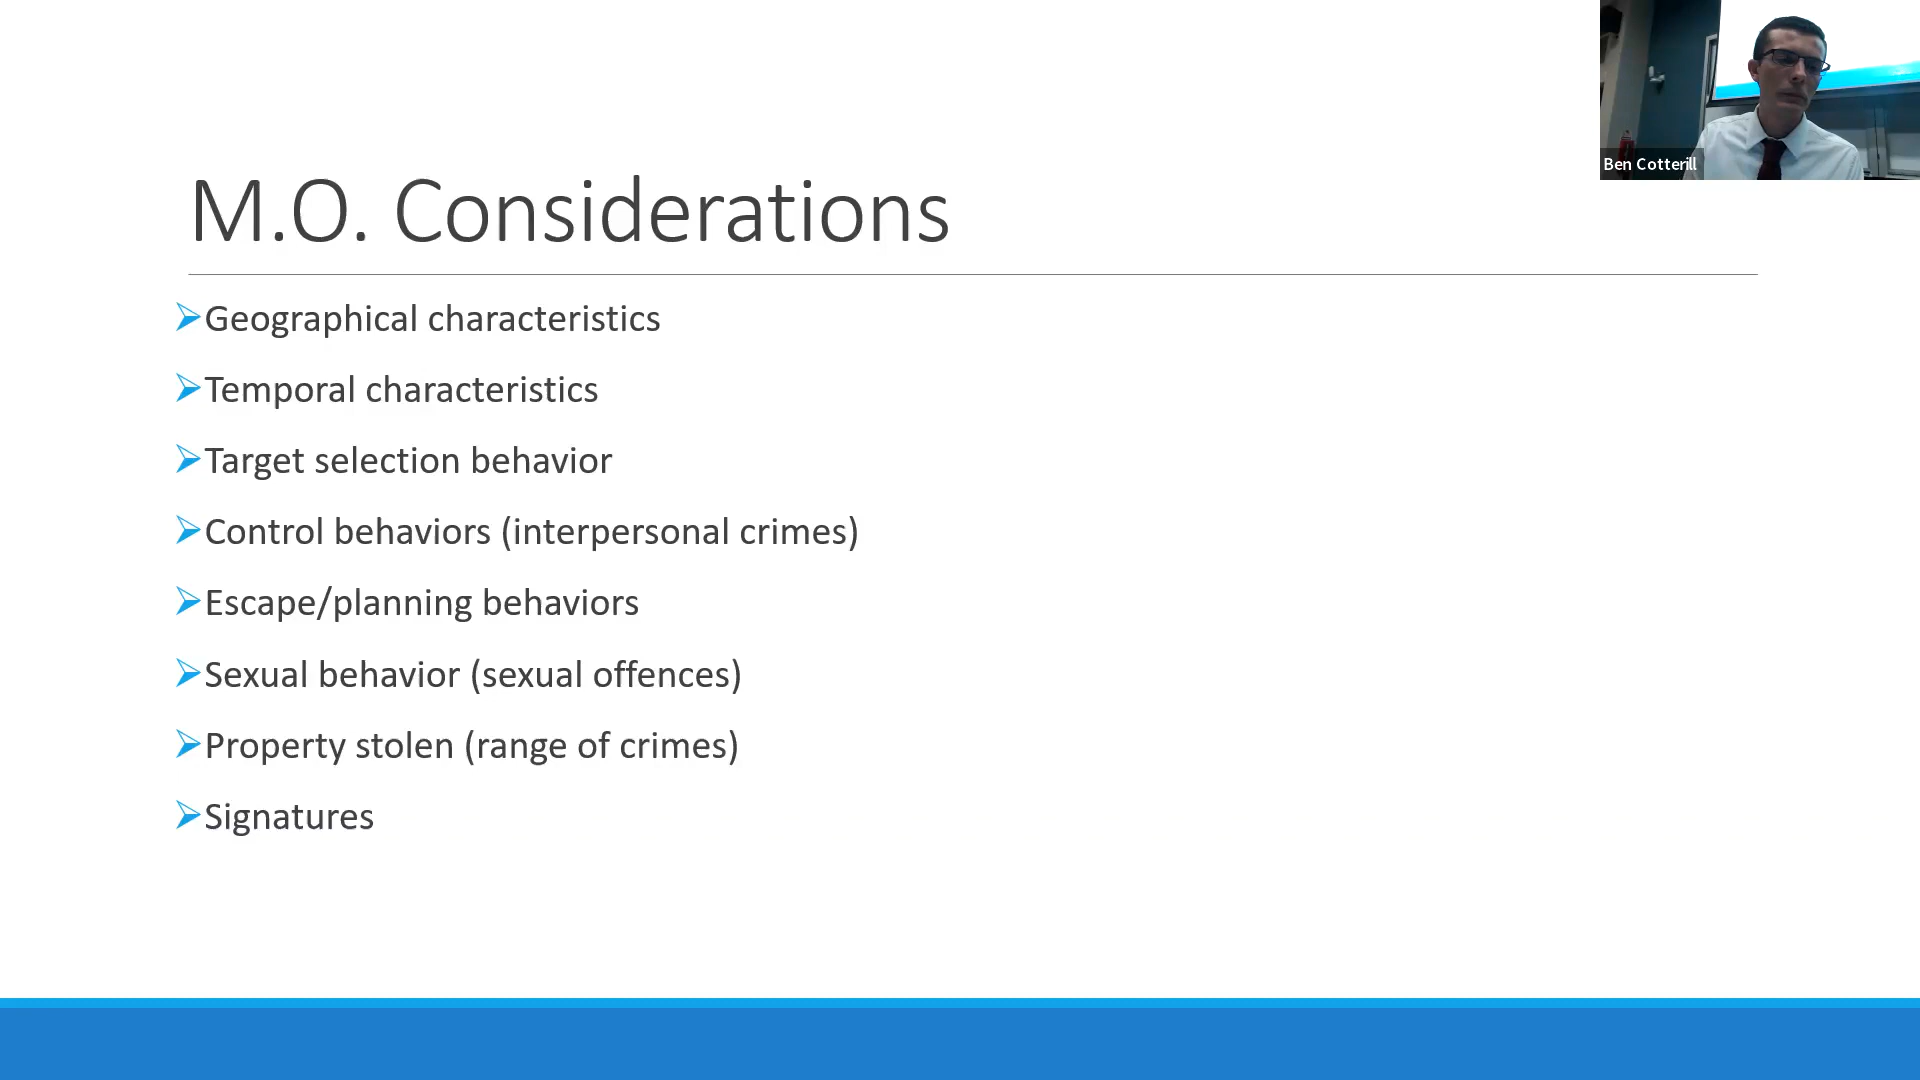 Ben Cotterill
M.O. Considerations
Geographical characteristics
Temporal characteristics
Target selection behavior
Control behaviors (interpersonal crimes)
Escape/planning behaviors
Sexual behavior (sexual offences)
Property stolen (range of crimes)
Signatures